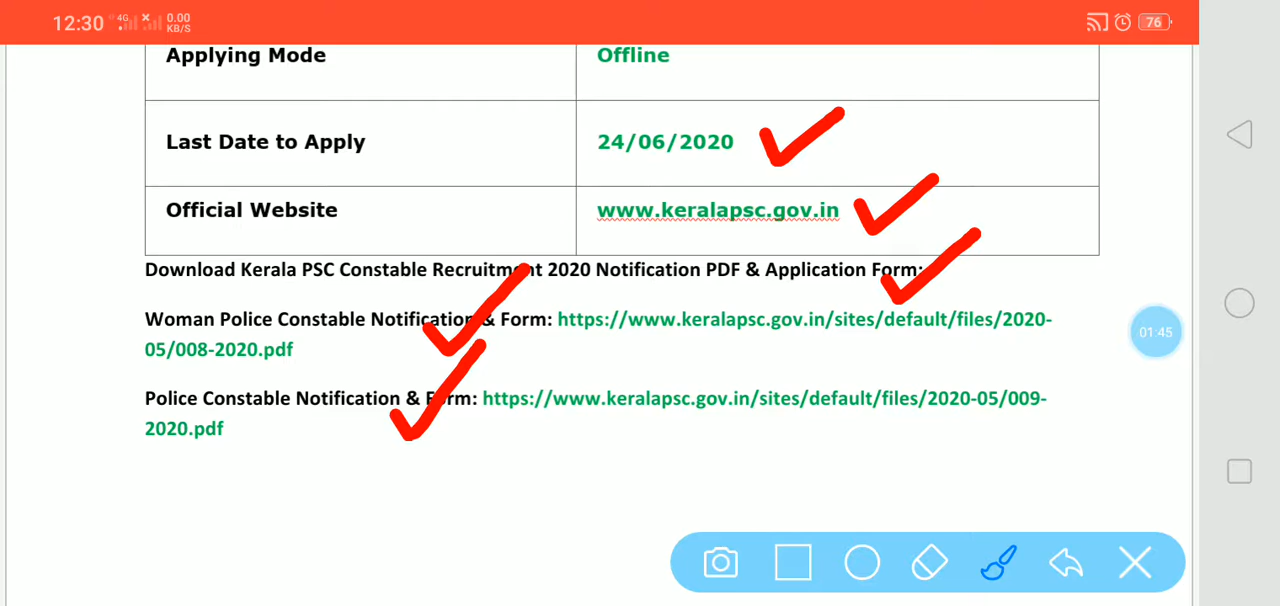 12:30 4G 0.00 KB/S 76
Applying Mode Offline
Last Date to Apply 24/06/2020
Official Website www.keralapsc.gov.in
Download Kerala PSC Constable Recruitment 2020 Notification PDF & Application Form:
Woman Police Constable Notification & Form: https://www.keralapsc.gov.in/sites/default/files/2020-
05/008-2020.pdf
01:45
Police Constable Notification & Form: https://www.keralapsc.gov.in/sites/default/files/2020-05/009-
2020.pdf